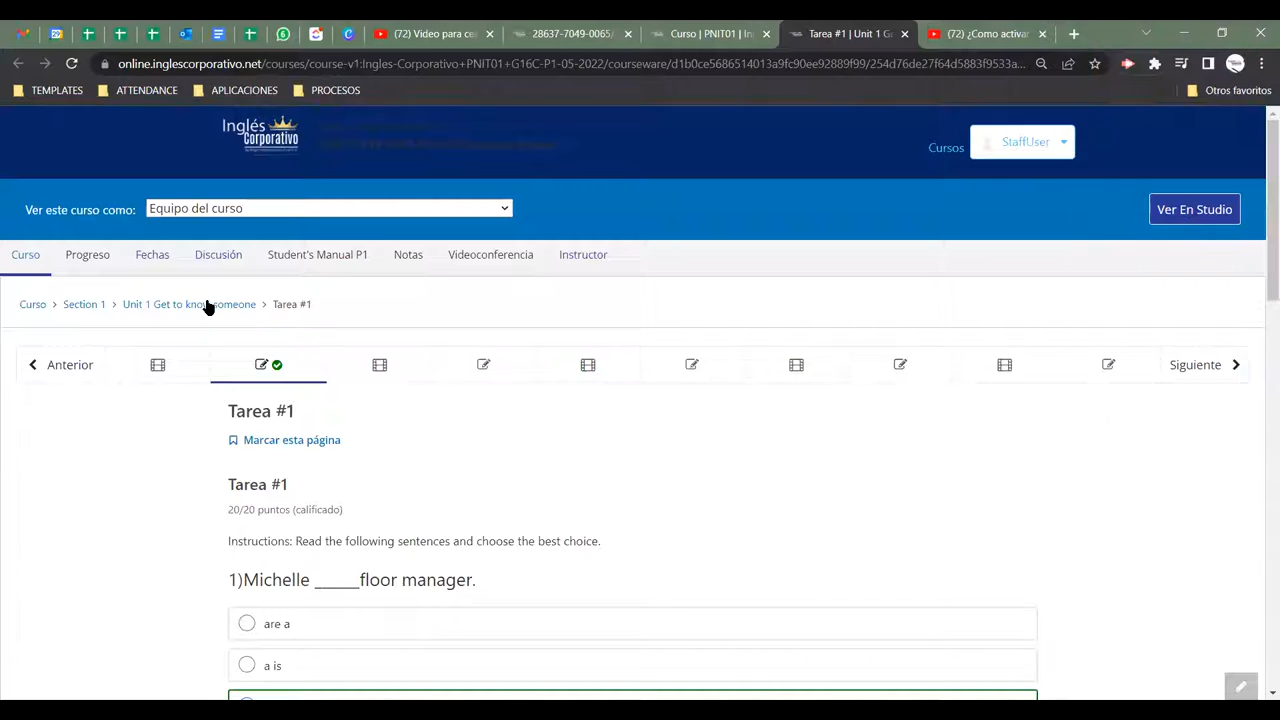 (72) Video para ce
28637-7049-0065/
Curso | PNIT01 | In
Tarea #1 | Unit 1 G
(72) ¿Como activar
online.inglescorporativo.net/courses/course-v1:Ingles-Corporativo+PNIT01+G16C-P1-05-2022/courseware/d1b0ce5686514013a9fc90ee92889f99/254d76de27f64d5883f9533a...
TEMPLATES
ATTENDANCE
APLICACIONES
PROCESOS
Otros favoritos
Inglés
Corporativo
Cursos
StaffUser
Ver este curso como:
Equipo del curso
Ver En Studio
Curso
Progreso
Fechas
Discusión
Student's Manual P1
Notas
Videoconferencia
Instructor
Curso > Section 1 > Unit 1 Get to know someone > Tarea #1
Anterior
Siguiente
Tarea #1
Marcar esta página
Tarea #1
20/20 puntos (calificado)
Instructions: Read the following sentences and choose the best choice.
1)Michelle ______floor manager.
are a
a is